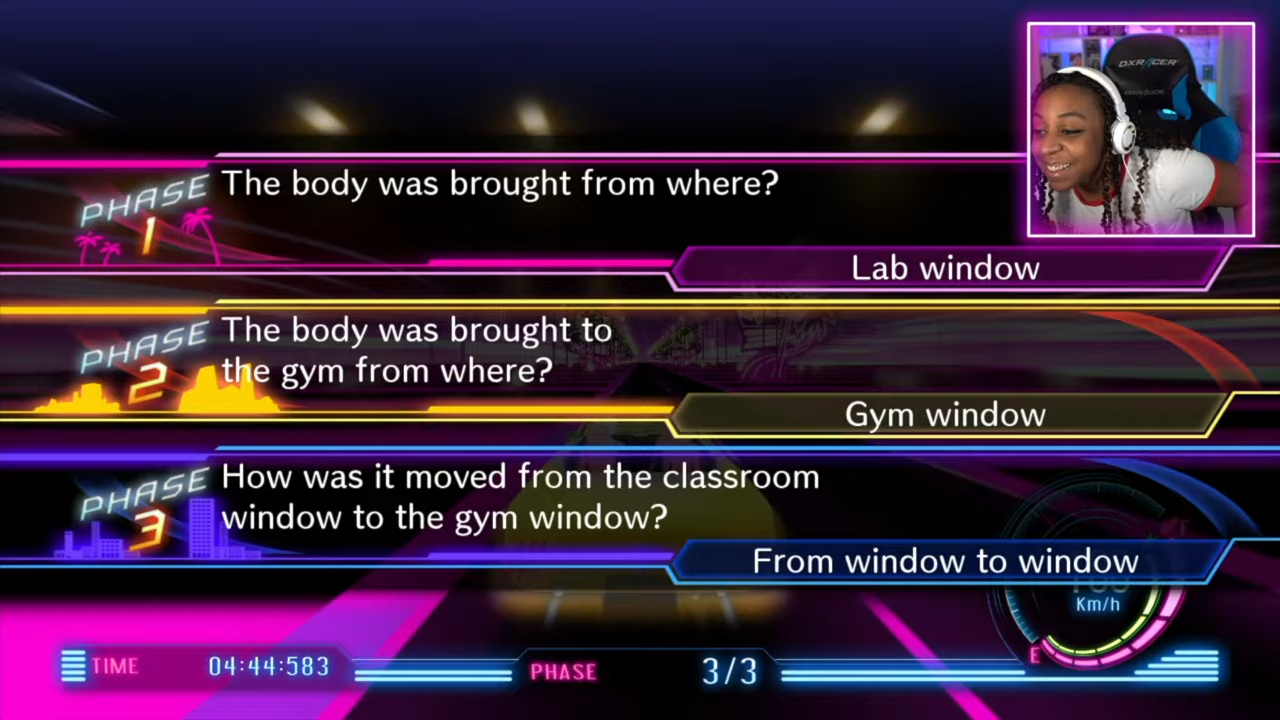 DXRACER
PHASE 1
The body was brought from where?
Lab window
PHASE 2
The body was brought to
the gym from where?
Gym window
PHASE 3
How was it moved from the classroom
window to the gym window?
From window to window
Km/h
E
TIME 04:44:583 PHASE 3/3